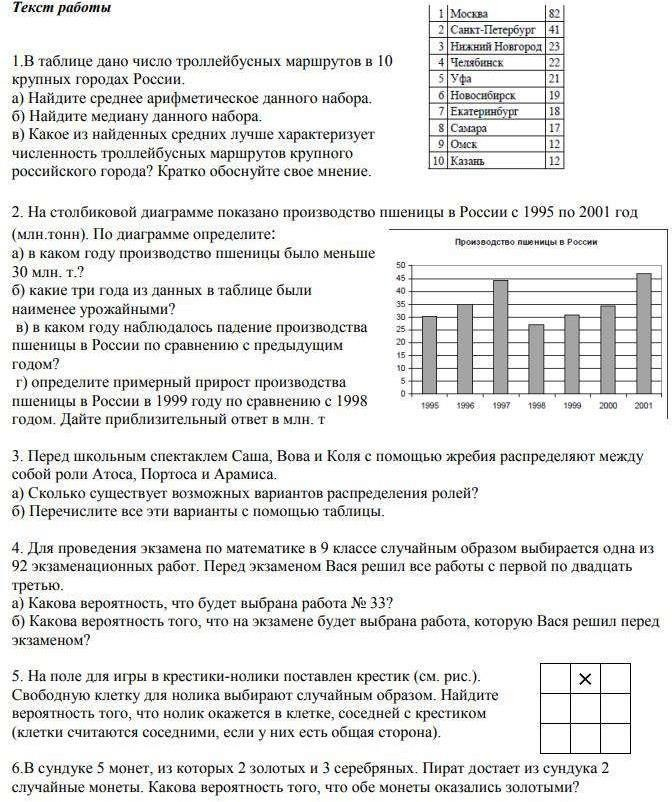 Текст работы
1 Москва 82
2 Санкт-Петербург 41
3 Нижний Новгород 23
4 Челябинск 22
5 Уфа 21
6 Новосибирск 19
7 Екатеринбург 18
8 Самара 17
9 Омск 12
10 Казань 12
1.В таблице дано число троллейбусных маршрутов в 10
крупных городах России.
а) Найдите среднее арифметическое данного набора.
б) Найдите медиану данного набора.
в) Какое из найденных средних лучше характеризует
численность троллейбусных маршрутов крупного
российского города? Кратко обоснуйте свое мнение.
2. На столбиковой диаграмме показано производство пшеницы в России с 1995 по 2001 год
(млн.тонн). По диаграмме определите:
а) в каком году производство пшеницы было меньше
30 млн. т.?
б) какие три года из данных в таблице были
наименее урожайными?
в) в каком году наблюдалось падение производства
пшеницы в России по сравнению с предыдущим
годом?
г) определите примерный прирост производства
пшеницы в России в 1999 году по сравнению с 1998
годом. Дайте приблизительный ответ в млн. т
Производство пшеницы в России
50
45
40
35
30
25
20
15
10
5
0
1995 1996 1997 1998 1999 2000 2001
3. Перед школьным спектаклем Саша, Вова и Коля с помощью жребия распределяют между
собой роли Атоса, Портоса и Арамиса.
а) Сколько существует возможных вариантов распределения ролей?
б) Перечислите все эти варианты с помощью таблицы.
4. Для проведения экзамена по математике в 9 классе случайным образом выбирается одна из
92 экзаменационных работ. Перед экзаменом Вася решил все работы с первой по двадцать
третью.
а) Какова вероятность, что будет выбрана работа № 33?
б) Какова вероятность того, что на экзамене будет выбрана работа, которую Вася решил перед
экзаменом?
5. На поле для игры в крестики-нолики поставлен крестик (см. рис.).
Свободную клетку для нолика выбирают случайным образом. Найдите
вероятность того, что нолик окажется в клетке, соседней с крестиком
(клетки считаются соседними, если у них есть общая сторона).
×
6.В сундуке 5 монет, из которых 2 золотых и 3 серебряных. Пират достает из сундука 2
случайные монеты. Какова вероятность того, что обе монеты оказались золотыми?